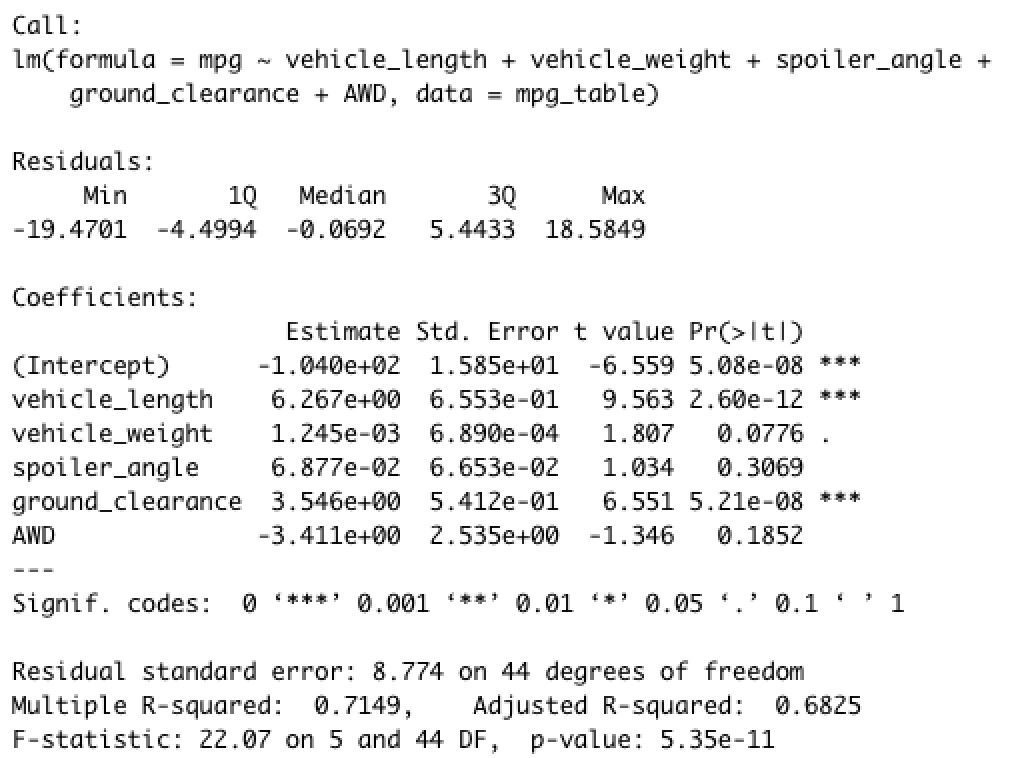 Call:
lm(formula = mpg ~ vehicle_length + vehicle_weight + spoiler_angle +
    ground_clearance + AWD, data = mpg_table)

Residuals:
     Min       1Q   Median       3Q      Max
-19.4701  -4.4994  -0.0692   5.4433  18.5849

Coefficients:
                   Estimate Std. Error t value Pr(>|t|)
(Intercept)      -1.040e+02  1.585e+01  -6.559 5.08e-08 ***
vehicle_length    6.267e+00  6.553e-01   9.563 2.60e-12 ***
vehicle_weight    1.245e-03  6.890e-04   1.807   0.0776 .
spoiler_angle     6.877e-02  6.653e-02   1.034   0.3069
ground_clearance  3.546e+00  5.412e-01   6.551 5.21e-08 ***
AWD              -3.411e+00  2.535e+00  -1.346   0.1852
---
Signif. codes:  0 ‘***’ 0.001 ‘**’ 0.01 ‘*’ 0.05 ‘.’ 0.1 ‘ ’ 1

Residual standard error: 8.774 on 44 degrees of freedom
Multiple R-squared:  0.7149,    Adjusted R-squared:  0.6825
F-statistic: 22.07 on 5 and 44 DF,  p-value: 5.35e-11